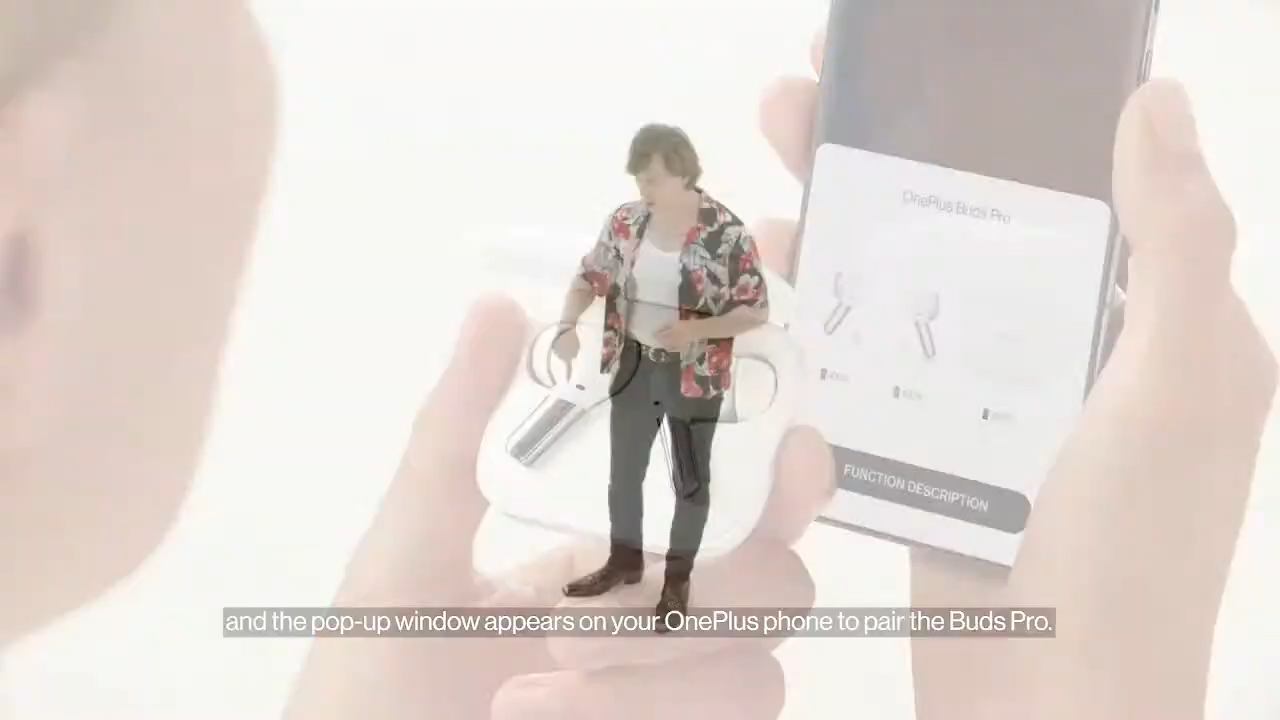 OnePlus Buds Pro
FUNCTION DESCRIPTION
and the pop-up window appears on your OnePlus phone to pair the Buds Pro.